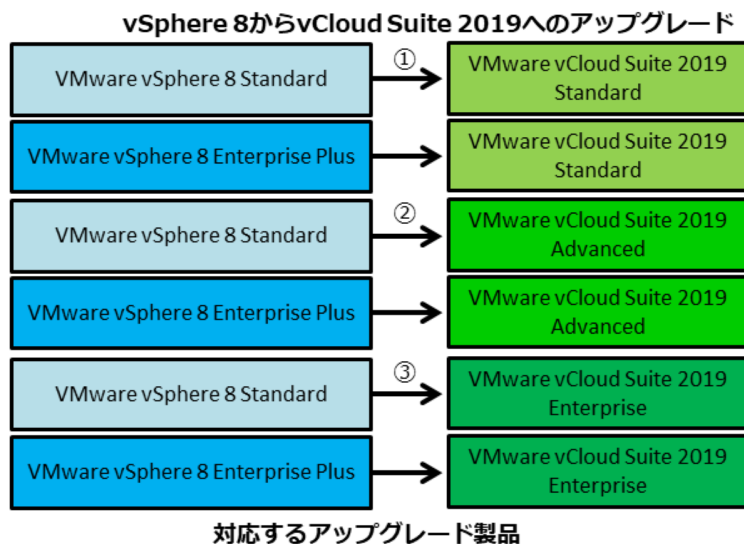 vSphere 8からvCloud Suite 2019へのアップグレード
VMware vSphere 8 Standard
①
VMware vCloud Suite 2019
Standard
VMware vSphere 8 Enterprise Plus
VMware vCloud Suite 2019
Standard
VMware vSphere 8 Standard
②
VMware vCloud Suite 2019
Advanced
VMware vSphere 8 Enterprise Plus
VMware vCloud Suite 2019
Advanced
VMware vSphere 8 Standard
③
VMware vCloud Suite 2019
Enterprise
VMware vSphere 8 Enterprise Plus
VMware vCloud Suite 2019
Enterprise
対応するアップグレード製品